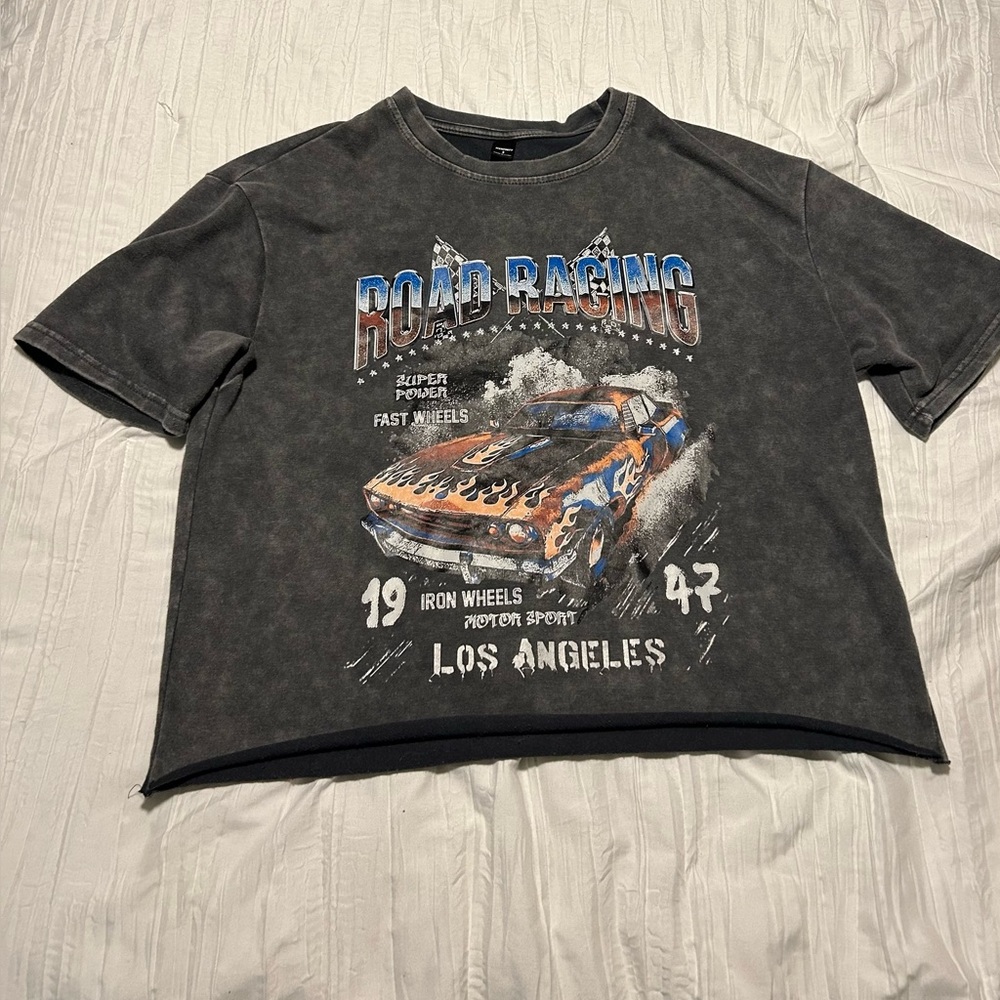 ROAD RACING
SUPER
POWER
FAST WHEELS
19 IRON WHEELS 47
MOTOR SPORT
LOS ANGELES